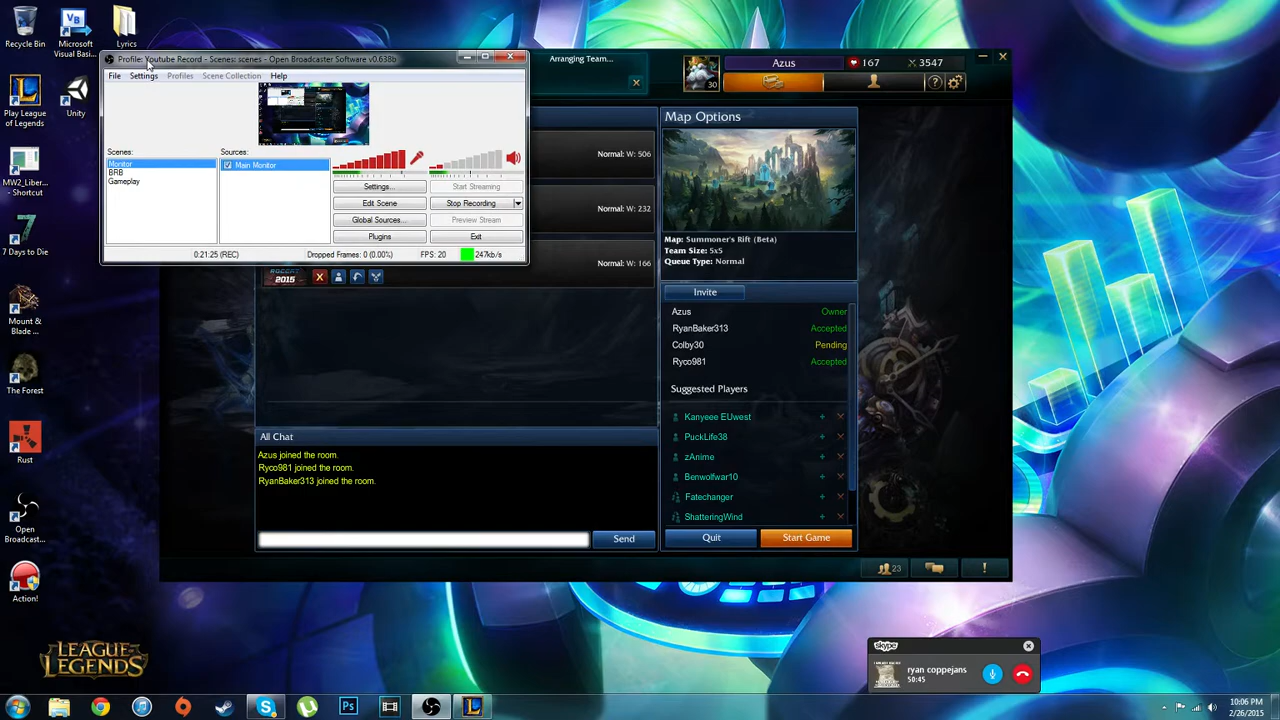 Recycle Bin
Microsoft
Visual Basi...
Lyrics
Play League
of Legends
Unity
MW2_Liber...
Shortcut
7 Days to Die
Mount &
Blade ...
The Forest
Rust
Open
Broadcast...
Action!
Profile: Youtube Record - Scenes: scenes - Open Broadcaster Software v0.638b
File Settings Profiles Scene Collection Help
Scenes:
Monitor
BRB
Gameplay
Sources:
Main Monitor
Settings...
Start Streaming
Edit Scene
Stop Recording
Global Sources...
Preview Stream
Plugins
Exit
0:21:25 (REC)
Dropped Frames: 0 (0.00%)
FPS: 20
247kb/s
Arranging Team...
30
Azus
167
3547
Normal: W: 506
Normal: W: 232
Normal: W: 166
2015
Map Options
Map: Summoner's Rift (Beta)
Team Size: 5x5
Queue Type: Normal
Invite
Azus Owner
RyanBaker313 Accepted
Colby30 Pending
Ryco981 Accepted
Suggested Players
Kanyeee EUwest
PuckLife38
zAnime
Benwolfwar10
Fatechanger
ShatteringWind
Quit
Start Game
All Chat
Azus joined the room.
Ryco981 joined the room.
RyanBaker313 joined the room.
Send
23
LEAGUE OF
LEGENDS
skype
ryan coppejans
50:45
Ps
10:06 PM
2/26/2015